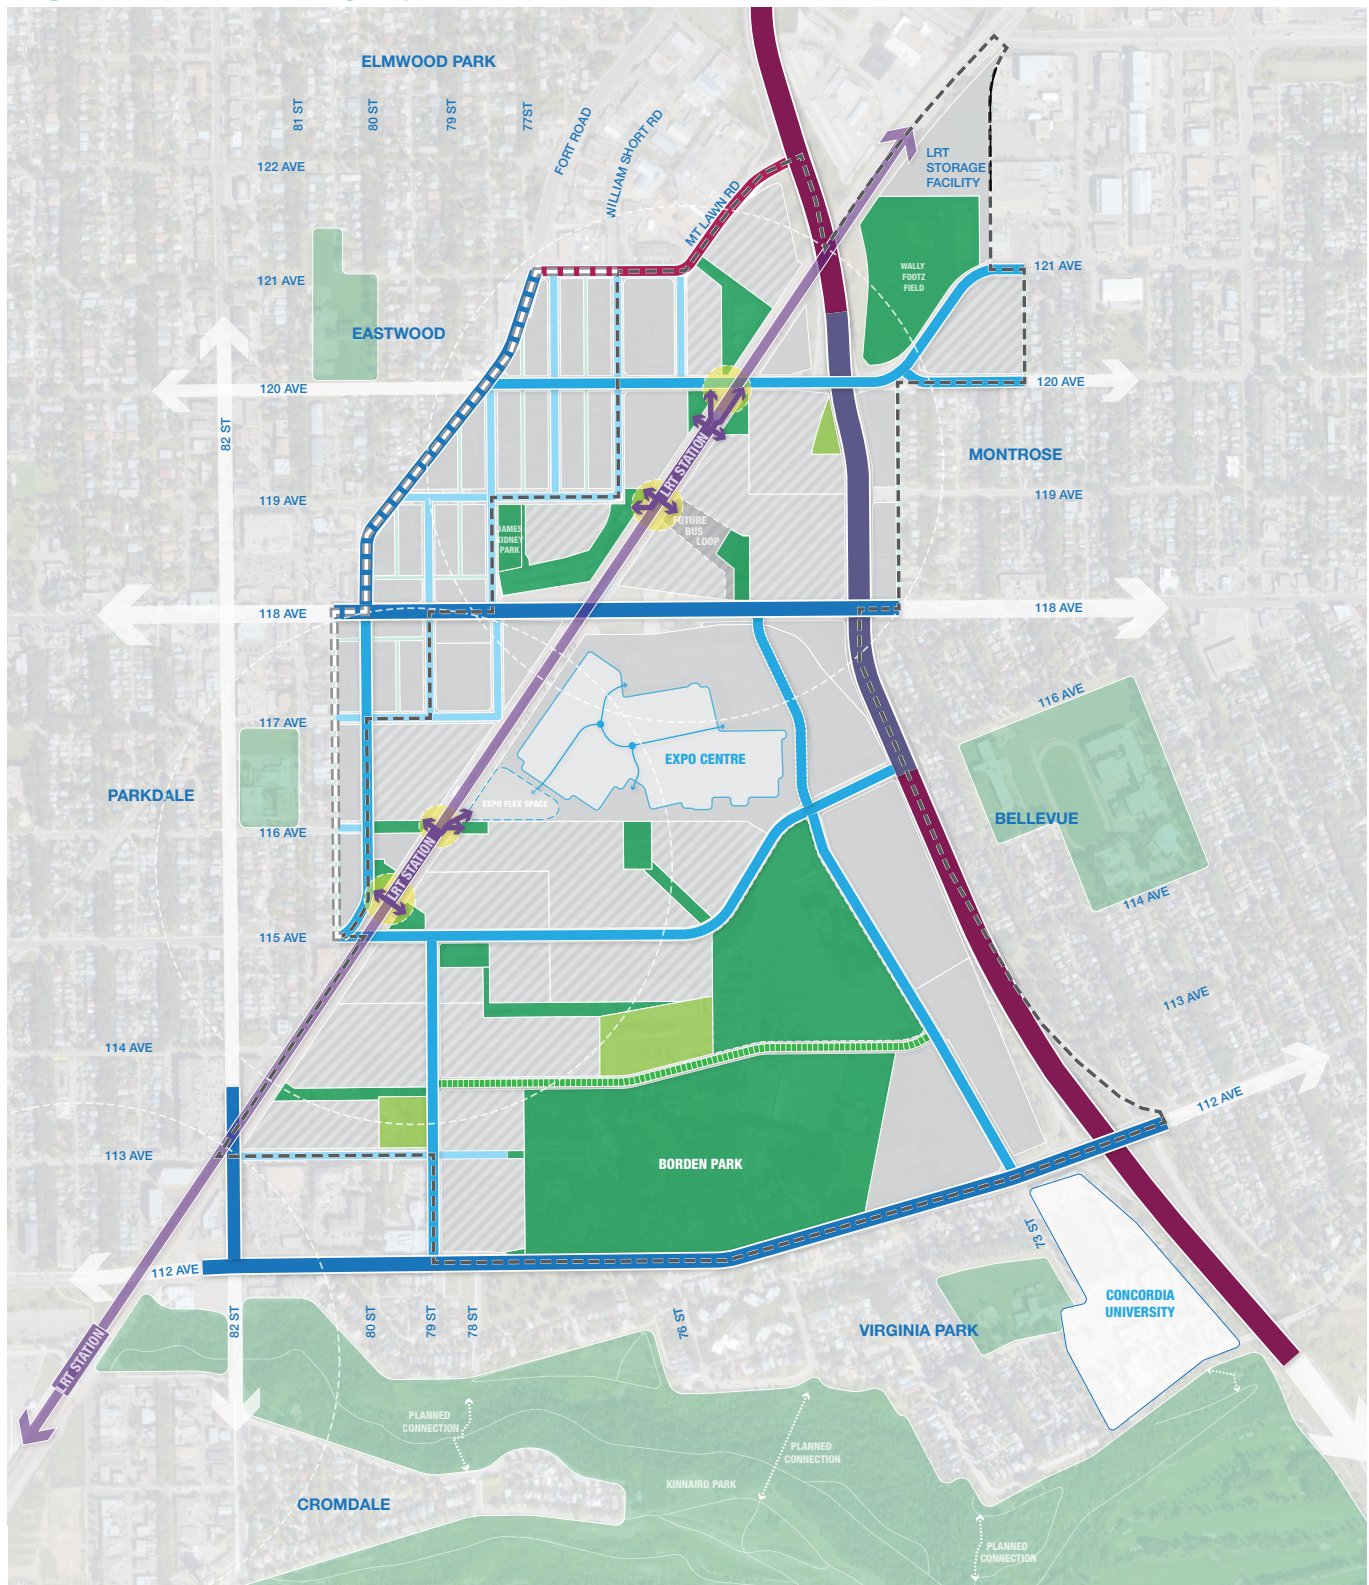 ELMWOOD PARK
81 ST
80 ST
79 ST
77ST
FORT ROAD
WILLIAM SHORT RD
MT LAWN RD
LRT
STORAGE
FACILITY
122 AVE
WALLY
FOOTZ
FIELD
121 AVE
121 AVE
EASTWOOD
120 AVE
120 AVE
82 ST
LRT STATION
MONTROSE
119 AVE
119 AVE
LRT STATION
JAMES
KIDNEY
PARK
FUTURE
BUS
LOOP
118 AVE
118 AVE
116 AVE
117 AVE
EXPO CENTRE
PARKDALE
EXPO FLEX SPACE
BELLEVUE
116 AVE
LRT STATION
114 AVE
115 AVE
113 AVE
114 AVE
112 AVE
113 AVE
BORDEN PARK
73 ST
112 AVE
CONCORDIA
UNIVERSITY
82 ST
80 ST
79 ST
78 ST
76 ST
VIRGINIA PARK
LRT STATION
PLANNED
CONNECTION
PLANNED
CONNECTION
KINNAIRD PARK
CROMDALE
PLANNED
CONNECTION